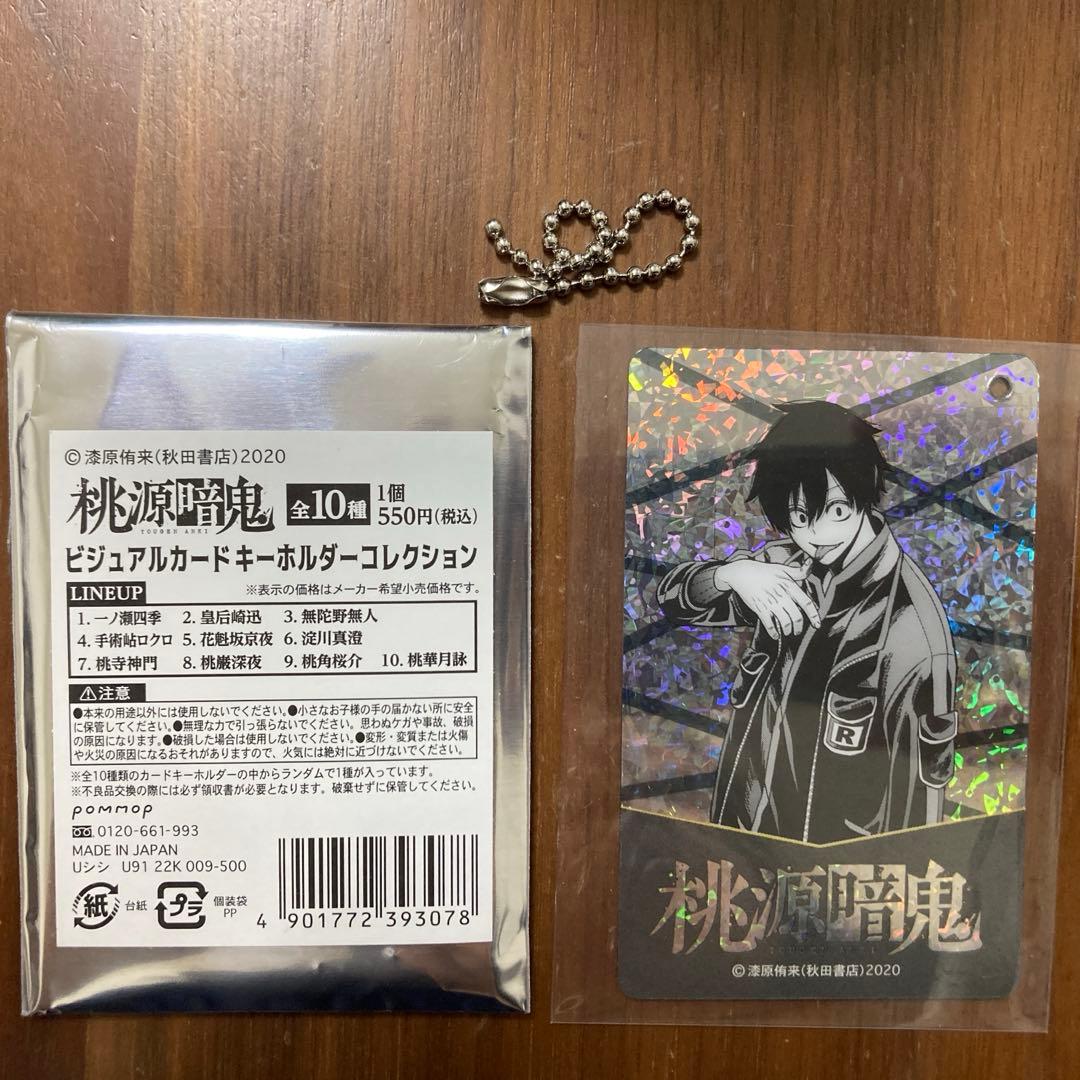 ©漆原侑来(秋田書店)2020
桃源暗鬼
TOUGEN ANKI
全10種
1個
550円(税込)
ビジュアルカード キーホルダーコレクション
LINEUP
※表示の価格はメーカー希望小売価格です。
1. 一ノ瀬四季 2. 皇后崎迅 3. 無陀野無人
4. 手術岾ロクロ 5. 花魁坂京夜 6. 淀川真澄
7. 桃寺神門 8. 桃巌深夜 9. 桃角桜介 10. 桃華月詠
⚠注意
●本来の用途以外には使用しないでください。●小さなお子様の手の届かない所に安全
に保管してください。●無理な力で引っ張らないでください。思わぬケガや事故、破損
の原因になります。●破損した場合は使用しないでください。●変形・変質または火傷
や火災の原因になるおそれがありますので、火気には絶対に近づけないでください。
※全10種類のカードキーホルダーの中からランダムで1種が入っています。
※不良品交換の際には必ず領収書が必要となります。破棄せずに保管してください。
pommop
0120-661-993
MADE IN JAPAN
Uシシ U91 22K 009-500
紙 台紙 プラ 個装袋
PP
4 901772 393078
R
桃源暗鬼
TOUGEN ANKI
©漆原侑来(秋田書店)2020